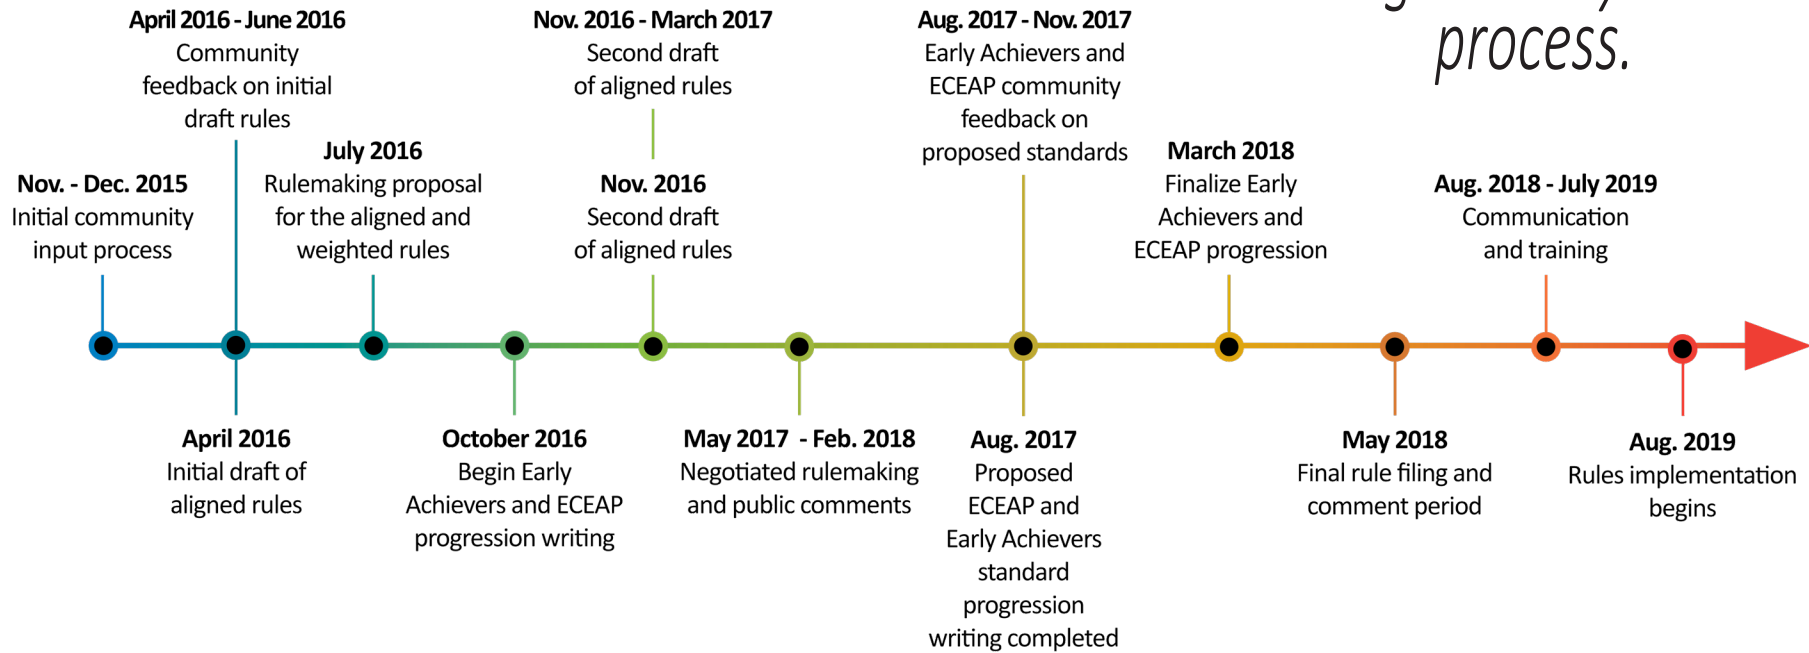 process.
April 2016 - June 2016
Community
feedback on initial
draft rules
Nov. 2016 - March 2017
Second draft
of aligned rules
Aug. 2017 - Nov. 2017
Early Achievers and
ECEAP community
feedback on
proposed standards
Nov. - Dec. 2015
Initial community
input process
July 2016
Rulemaking proposal
for the aligned and
weighted rules
Nov. 2016
Second draft
of aligned rules
March 2018
Finalize Early
Achievers and
ECEAP progression
Aug. 2018 - July 2019
Communication
and training
April 2016
Initial draft of
aligned rules
October 2016
Begin Early
Achievers and ECEAP
progression writing
May 2017  - Feb. 2018
Negotiated rulemaking
and public comments
Aug. 2017
Proposed
ECEAP and
Early Achievers
standard
progression
writing completed
May 2018
Final rule filing and
comment period
Aug. 2019
Rules implementation
begins